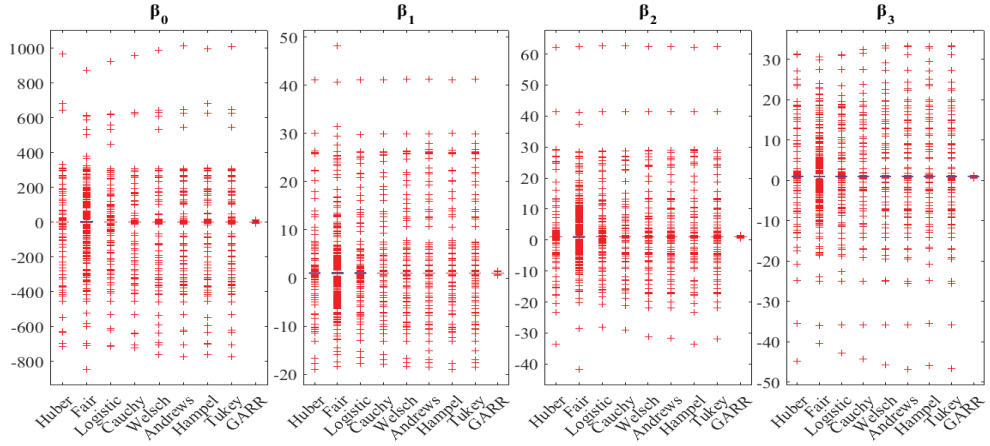 β0
1000
800
600
400
200
0
-200
-400
-600
-800
Huber
Fair
Logistic
Cauchy
Welsch
Andrews
Hampel
Tukey
GARR
β1
50
40
30
20
10
0
-10
-20
Huber
Fair
Logistic
Cauchy
Welsch
Andrews
Hampel
Tukey
GARR
β2
60
50
40
30
20
10
0
-10
-20
-30
-40
Huber
Fair
Logistic
Cauchy
Welsch
Andrews
Hampel
Tukey
GARR
β3
30
20
10
0
-10
-20
-30
-40
-50
Huber
Fair
Logistic
Cauchy
Welsch
Andrews
Hampel
Tukey
GARR